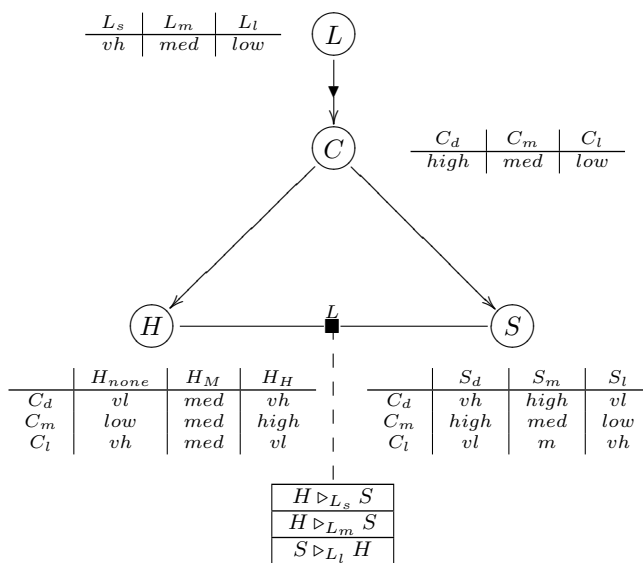 L_s L_m L_l
vh med low
L
C
C_d C_m C_l
high med low
L
H
S
H_none H_M H_H
C_d vl med vh
C_m low med high
C_l vh med vl
S_d S_m S_l
C_d vh high vl
C_m high med low
C_l vl m vh
H ▷_{L_s} S
H ▷_{L_m} S
S ▷_{L_l} H